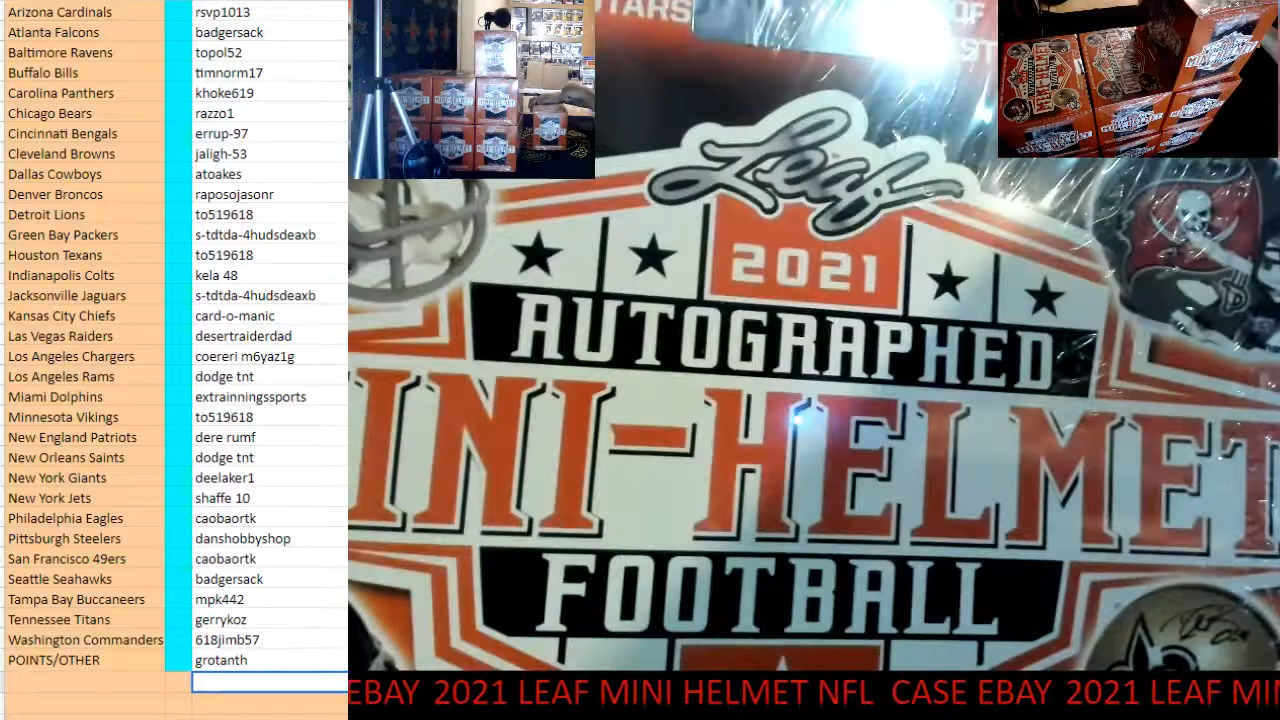 Arizona Cardinals rsvp1013
Atlanta Falcons badgersack
Baltimore Ravens topol52
Buffalo Bills timnorm17
Carolina Panthers khoke619
Chicago Bears razzo1
Cincinnati Bengals errup-97
Cleveland Browns jaligh-53
Dallas Cowboys atoakes
Denver Broncos raposojasonr
Detroit Lions to519618
Green Bay Packers s-tdtda-4hudsdeaxb
Houston Texans to519618
Indianapolis Colts kela 48
Jacksonville Jaguars s-tdtda-4hudsdeaxb
Kansas City Chiefs card-o-manic
Las Vegas Raiders desertraiderdad
Los Angeles Chargers coereri m6yaz1g
Los Angeles Rams dodge tnt
Miami Dolphins extrainningssports
Minnesota Vikings to519618
New England Patriots dere rumf
New Orleans Saints dodge tnt
New York Giants deelaker1
New York Jets shaffe 10
Philadelphia Eagles caobaortk
Pittsburgh Steelers danshobbyshop
San Francisco 49ers caobaortk
Seattle Seahawks badgersack
Tampa Bay Buccaneers mpk442
Tennessee Titans gerrykoz
Washington Commanders 618jimb57
POINTS/OTHER grotanth
TARS OF
Leaf
2021
AUTOGRAPHED
INI-HELMET
FOOTBALL
EBAY 2021 LEAF MINI HELMET NFL CASE EBAY 2021 LEAF MI